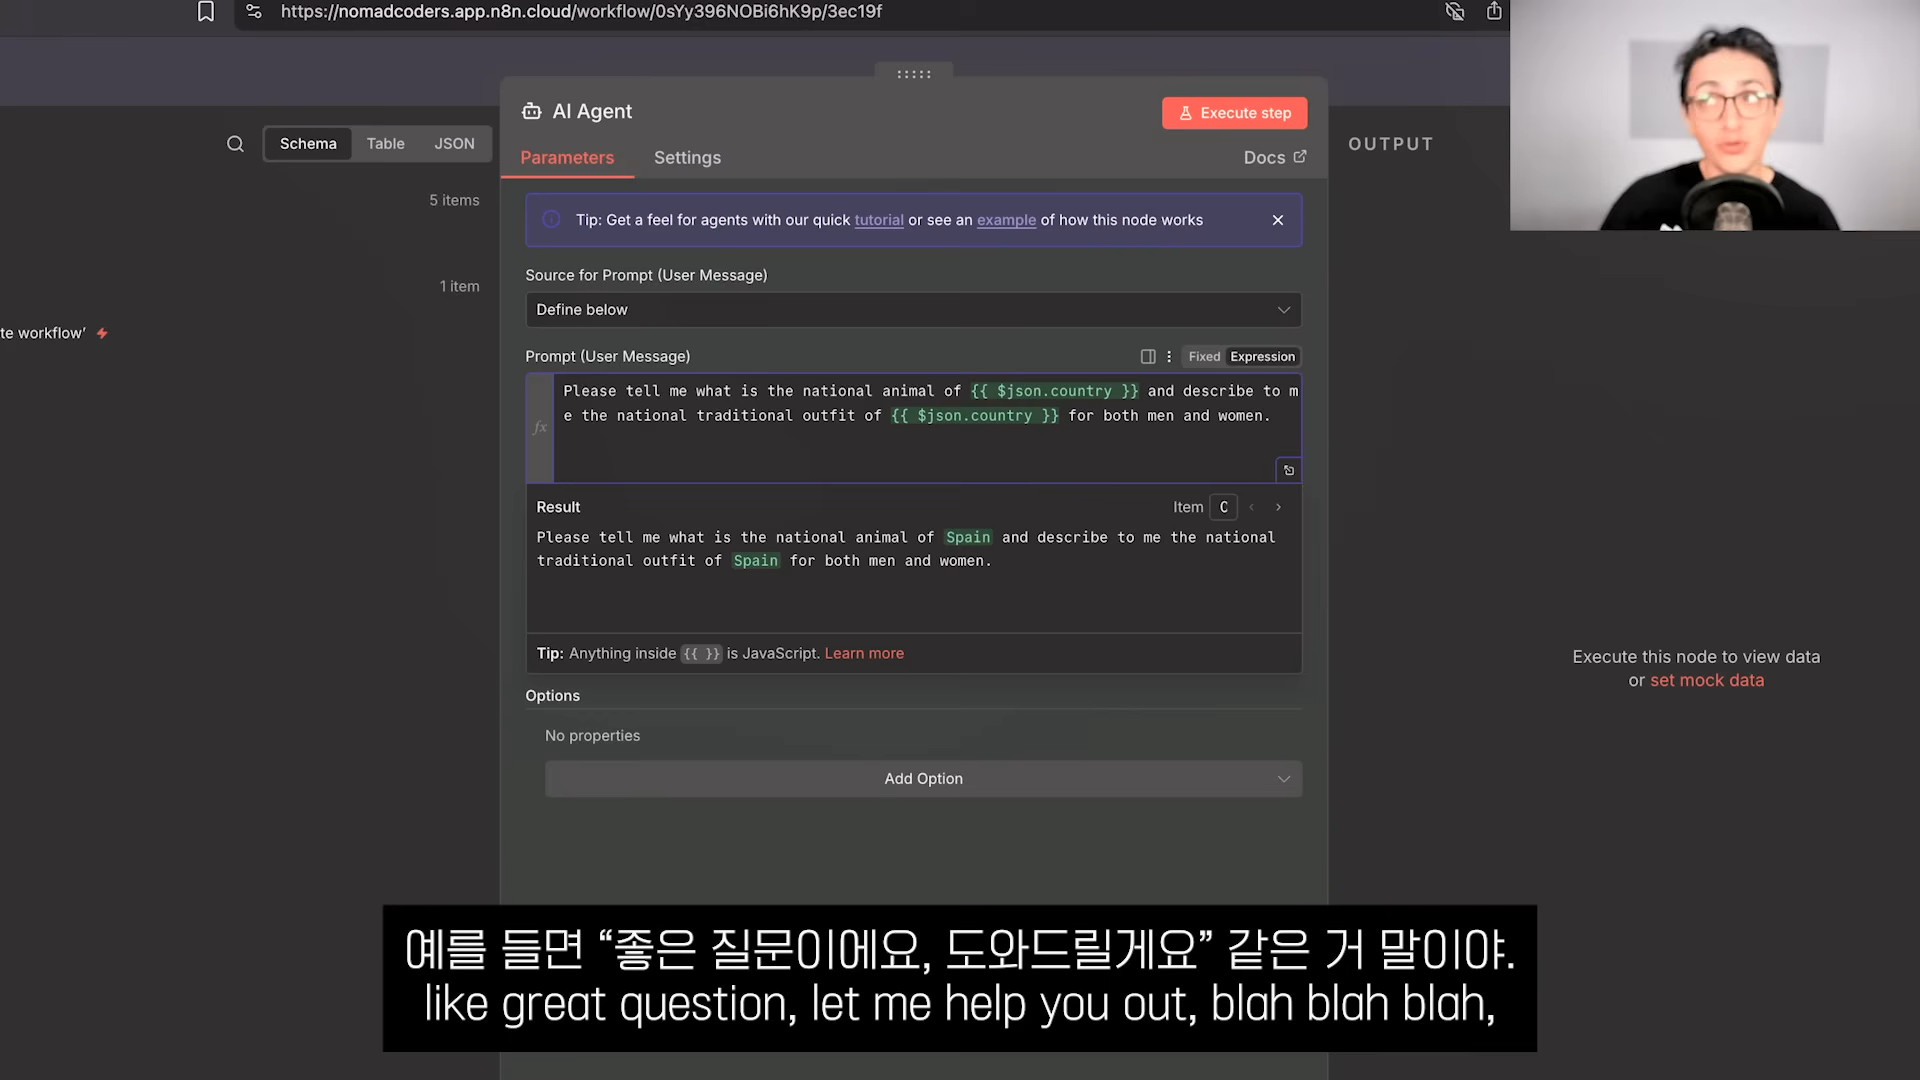 https://nomadcoders.app.n8n.cloud/workflow/0sYy396NOBi6hK9p/3ec19f
AI Agent
Execute step
Schema
Table
JSON
OUTPUT
Parameters
Settings
Docs
5 items
Tip: Get a feel for agents with our quick tutorial or see an example of how this node works
Source for Prompt (User Message)
1 item
Define below
te workflow’
Prompt (User Message)
Fixed
Expression
Please tell me what is the national animal of {{ $json.country }} and describe to m
e the national traditional outfit of {{ $json.country }} for both men and women.
fx
Result
Item
Please tell me what is the national animal of Spain and describe to me the national
traditional outfit of Spain for both men and women.
Tip: Anything inside {{ }} is JavaScript. Learn more
Execute this node to view data
or set mock data
Options
No properties
Add Option
예를 들면 “좋은 질문이에요, 도와드릴게요” 같은 거 말이야.
like great question, let me help you out, blah blah blah,